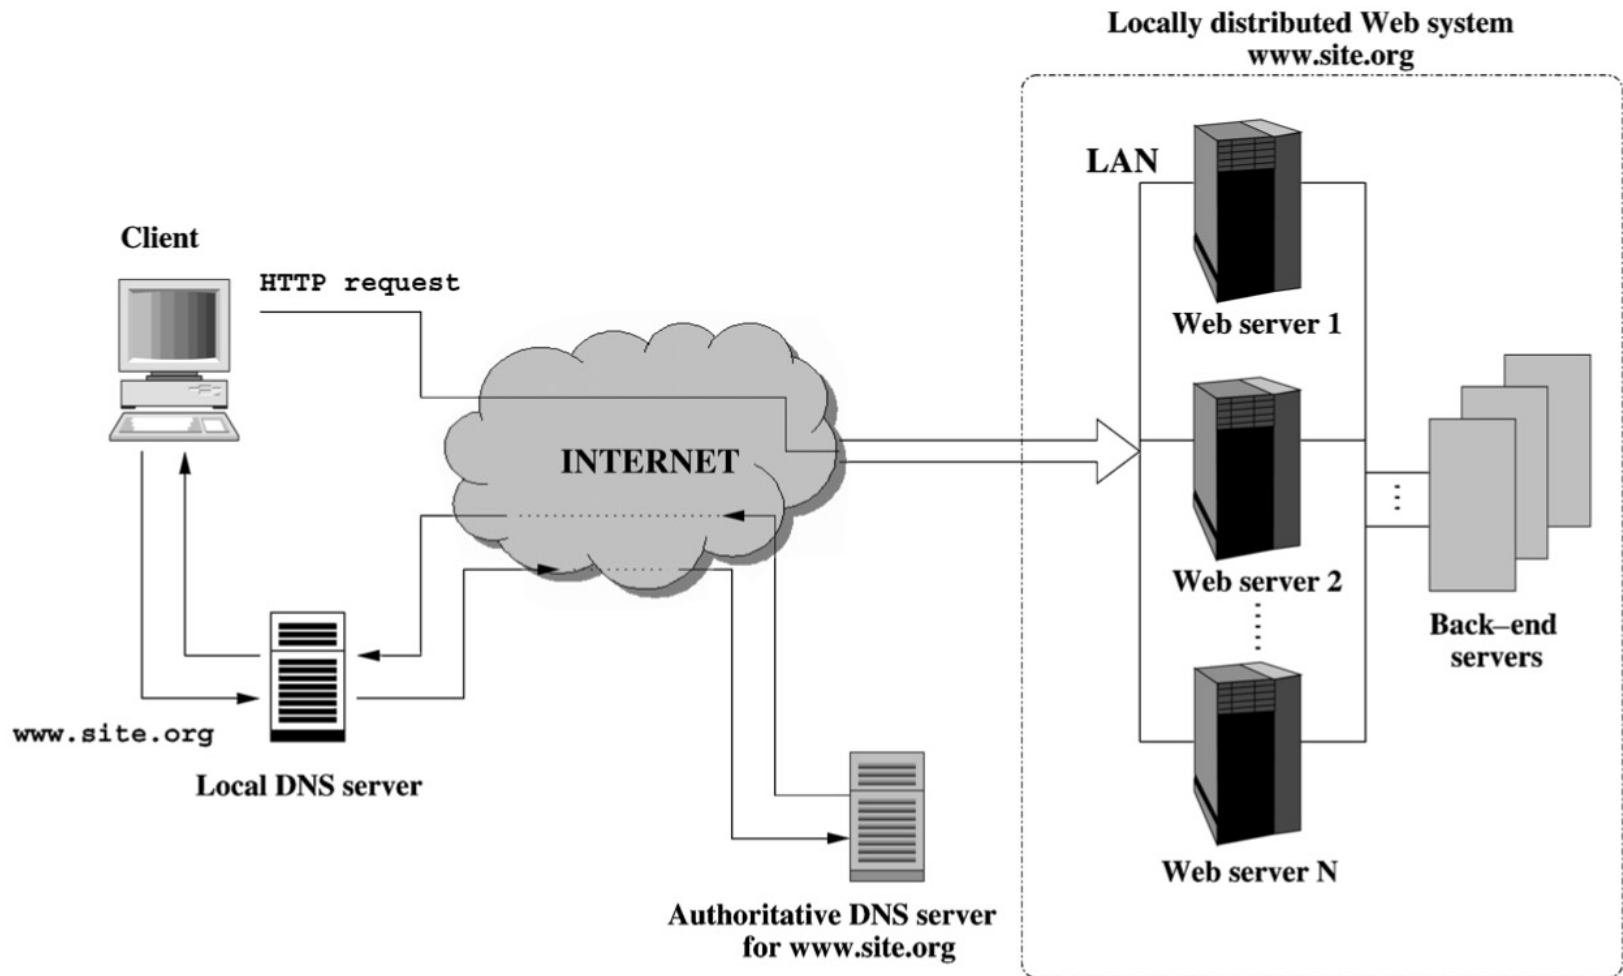 Locally distributed Web system
www.site.org
LAN
Client
HTTP request
Web server 1
INTERNET
Web server 2
Back–end
servers
www.site.org
Local DNS server
Web server N
Authoritative DNS server
for www.site.org